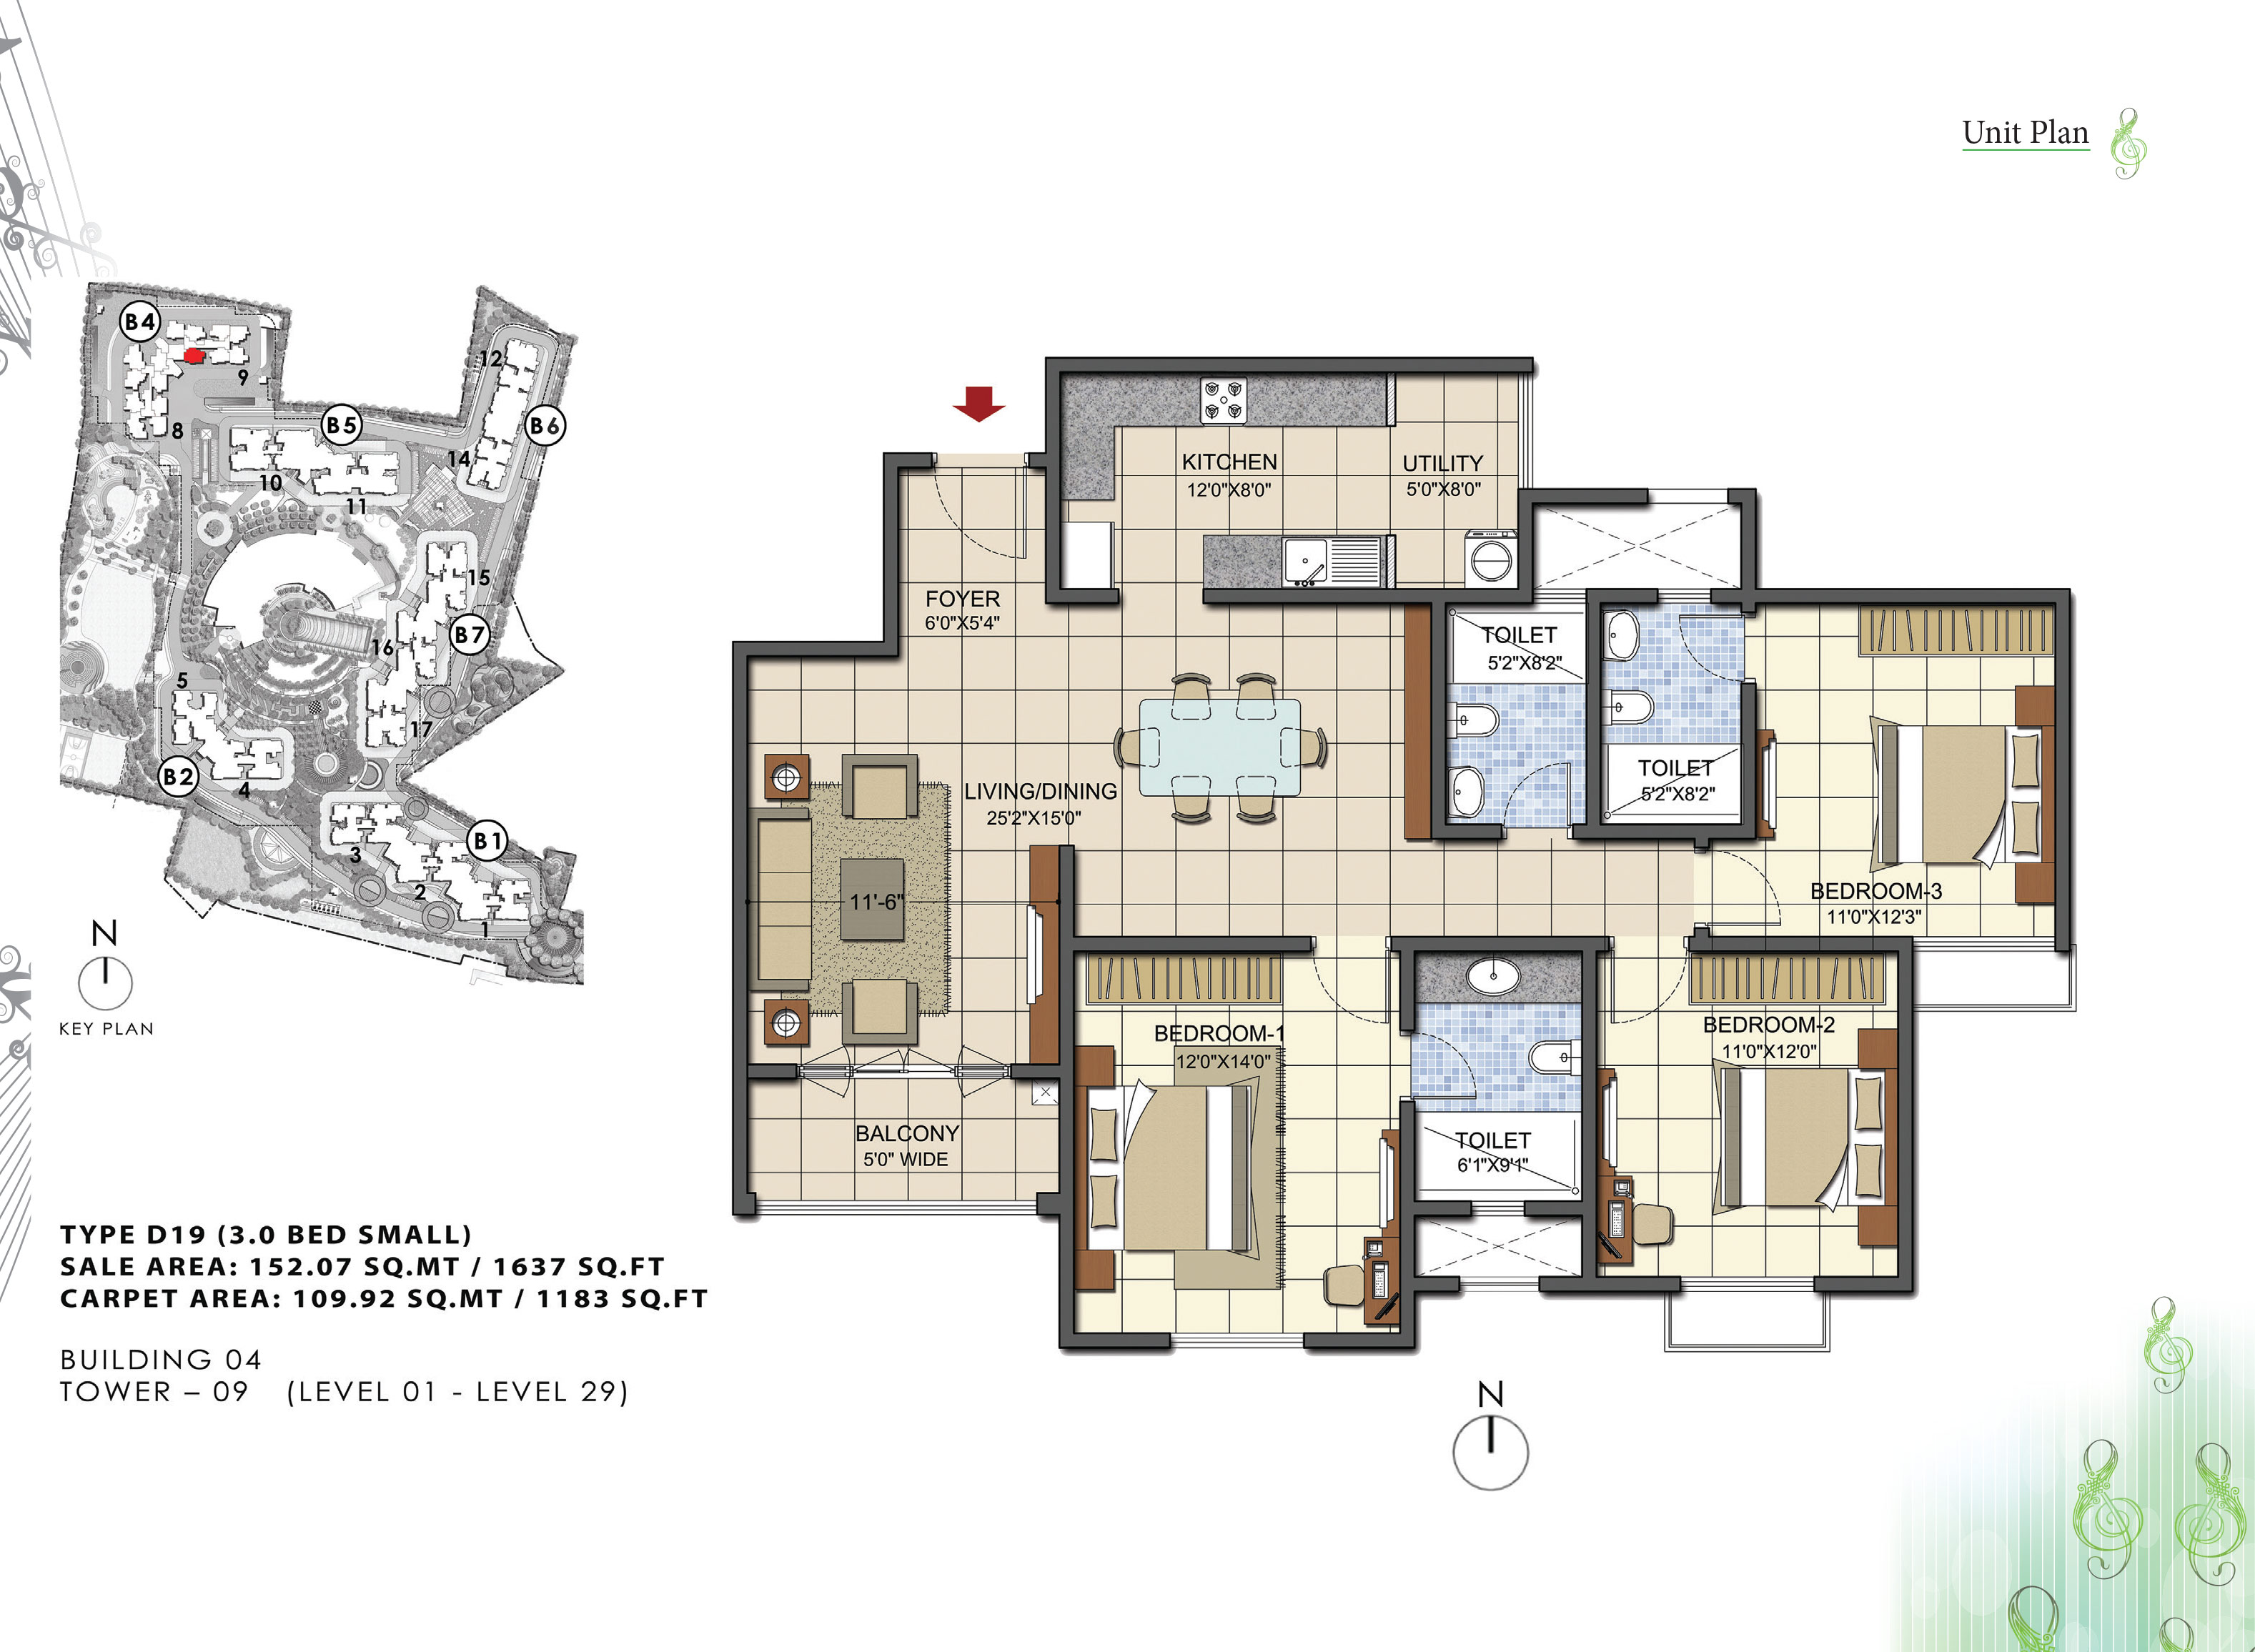 Unit Plan
B4
9
8
B5
10
11
12
B6
14
15
B7
16
17
5
B2
4
3
B1
2
1
N
KEY PLAN
KITCHEN
12'0"X8'0"
UTILITY
5'0"X8'0"
FOYER
6'0"X5'4"
TOILET
5'2"X8'2"
TOILET
5'2"X8'2"
LIVING/DINING
25'2"X15'0"
11'-6"
BEDROOM-3
11'0"X12'3"
BEDROOM-1
12'0"X14'0"
BEDROOM-2
11'0"X12'0"
BALCONY
5'0" WIDE
TOILET
6'1"X9'1"
N
TYPE D19 (3.0 BED SMALL)
SALE AREA: 152.07 SQ.MT / 1637 SQ.FT
CARPET AREA: 109.92 SQ.MT / 1183 SQ.FT
BUILDING 04
TOWER – 09 (LEVEL 01 - LEVEL 29)